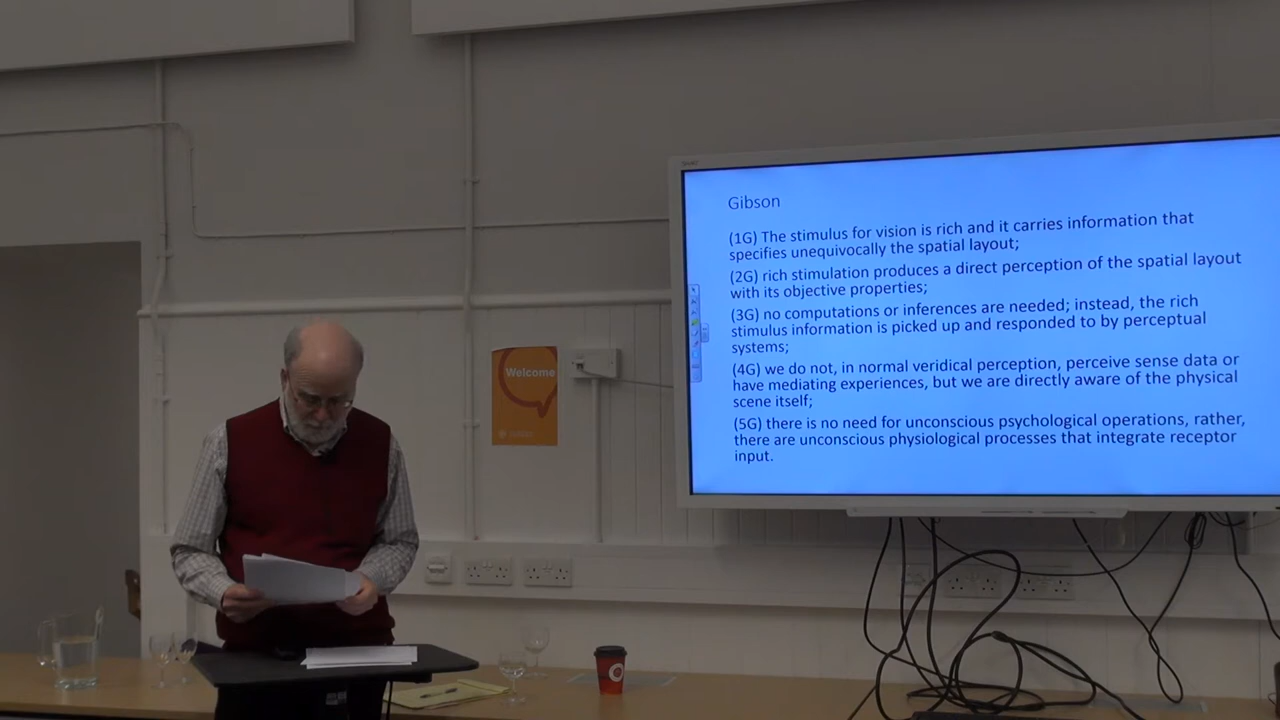 Gibson
(1G) The stimulus for vision is rich and it carries information that
specifies unequivocally the spatial layout;
(2G) rich stimulation produces a direct perception of the spatial layout
with its objective properties;
(3G) no computations or inferences are needed; instead, the rich
stimulus information is picked up and responded to by perceptual
systems;
(4G) we do not, in normal veridical perception, perceive sense data or
have mediating experiences, but we are directly aware of the physical
scene itself;
(5G) there is no need for unconscious psychological operations, rather,
there are unconscious physiological processes that integrate receptor
input.
Welcome